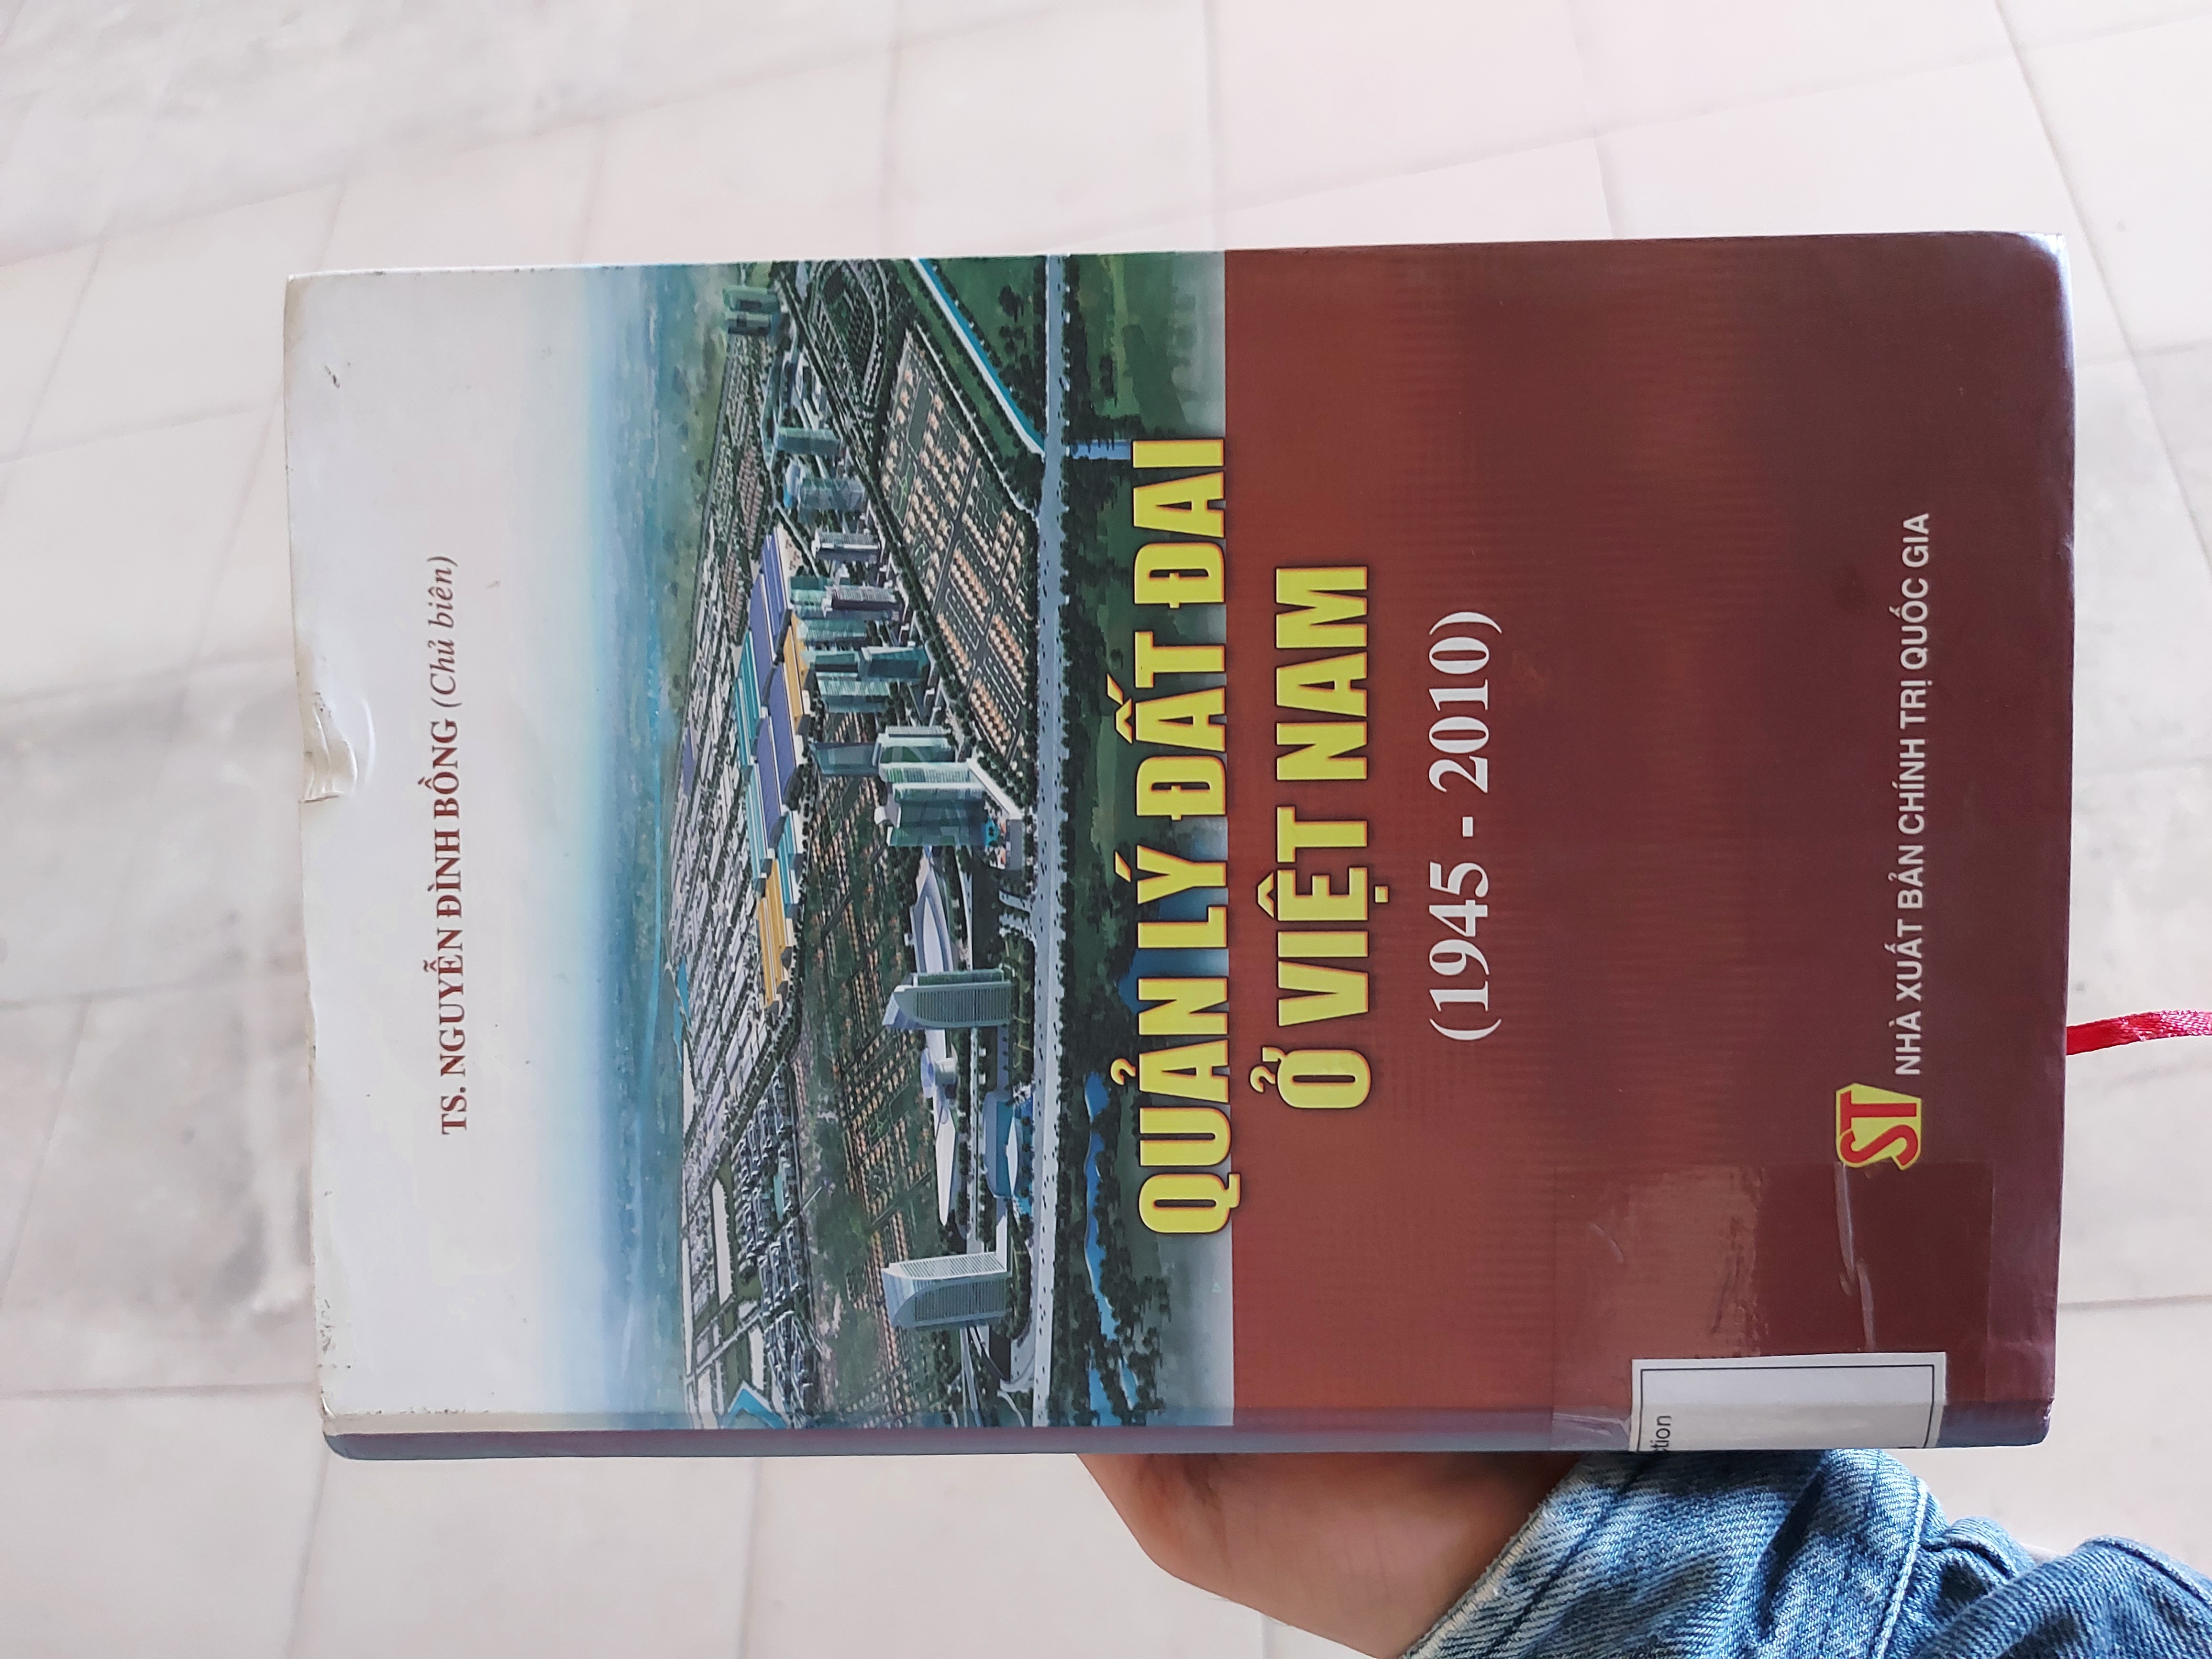 TS. NGUYỄN ĐÌNH BỒNG (Chủ biên)
QUẢN LÝ ĐẤT ĐAI
Ở VIỆT NAM
(1945 - 2010)
ction
ST NHÀ XUẤT BẢN CHÍNH TRỊ QUỐC GIA